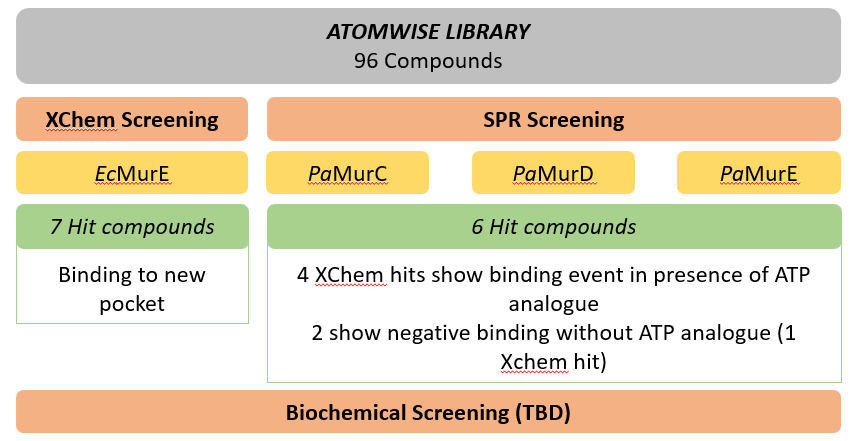 ATOMWISE LIBRARY
96 Compounds
XChem Screening
SPR Screening
EcMurE
PaMurC
PaMurD
PaMurE
7 Hit compounds
6 Hit compounds
Binding to new
pocket
4 XChem hits show binding event in presence of ATP
analogue
2 show negative binding without ATP analogue (1
Xchem hit)
Biochemical Screening (TBD)